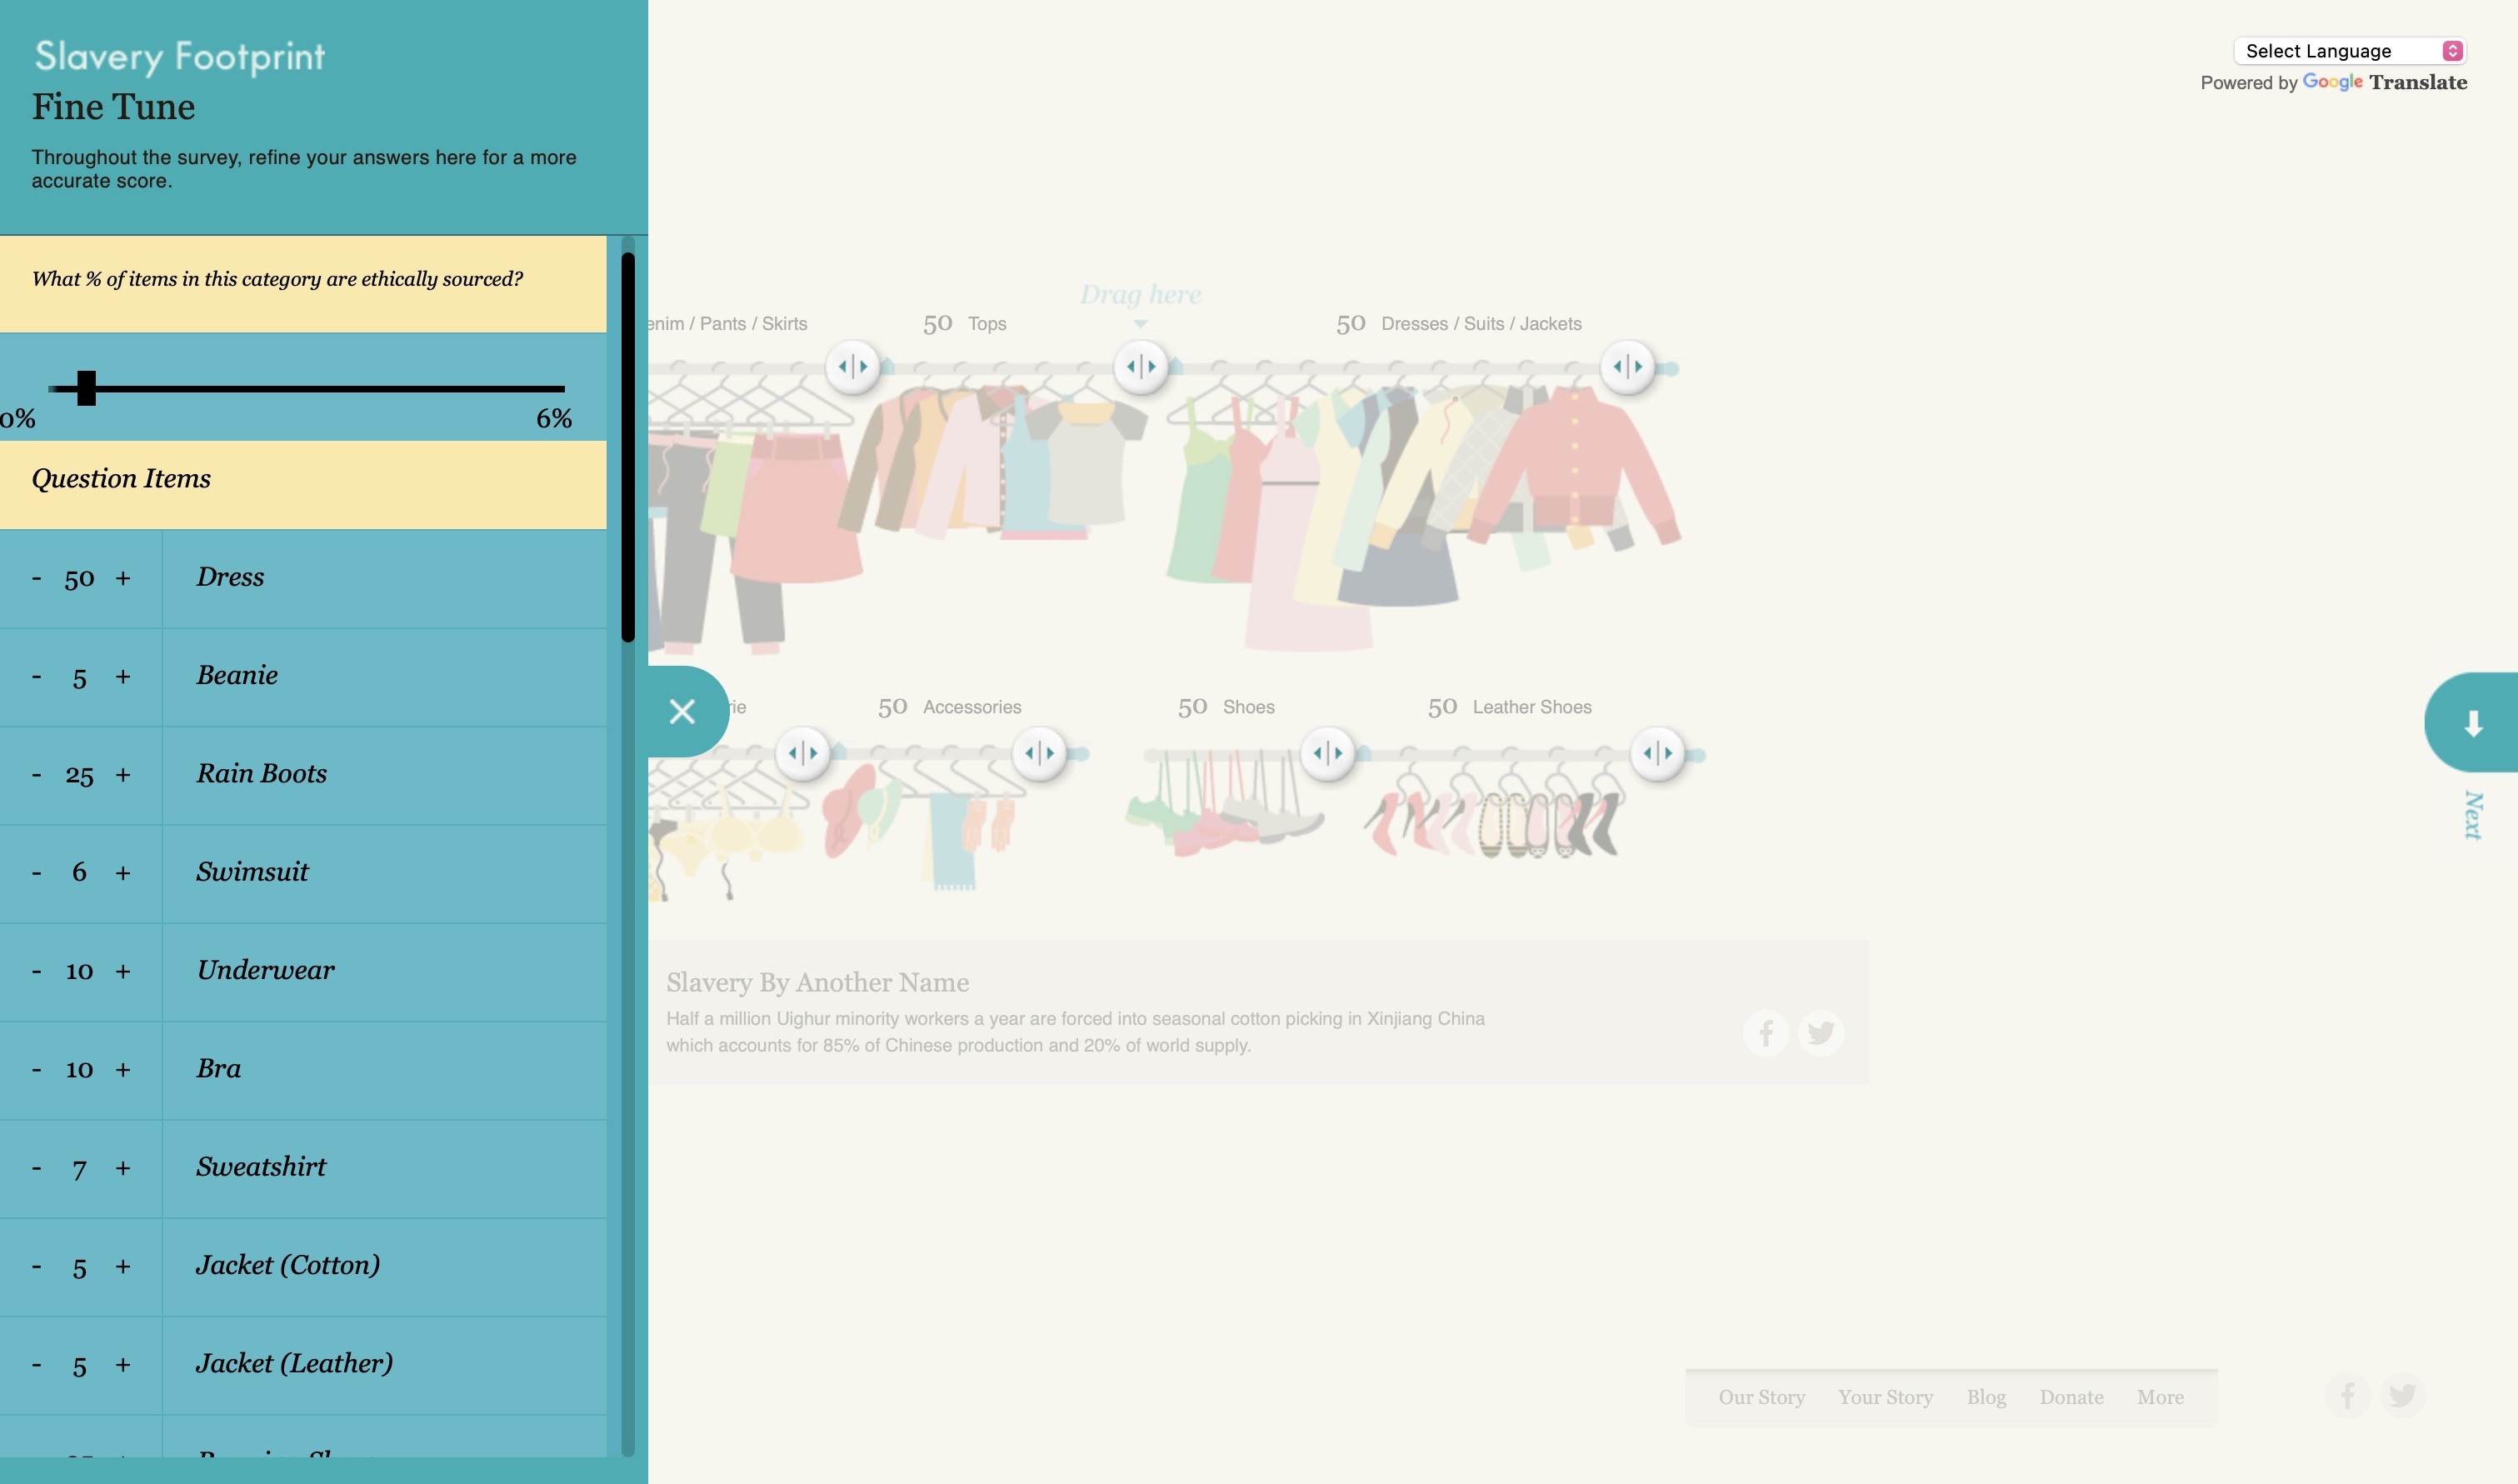 Slavery Footprint
Fine Tune
Throughout the survey, refine your answers here for a more
accurate score.
What % of items in this category are ethically sourced?
0%
6%
Question Items
- 50 + Dress
- 5 + Beanie
- 25 + Rain Boots
- 6 + Swimsuit
- 10 + Underwear
- 10 + Bra
- 7 + Sweatshirt
- 5 + Jacket (Cotton)
- 5 + Jacket (Leather)
Select Language
Powered by Google Translate
Drag here
enim / Pants / Skirts
50 Tops
50 Dresses / Suits / Jackets
rie
50 Accessories
50 Shoes
50 Leather Shoes
Next
Slavery By Another Name
Half a million Uighur minority workers a year are forced into seasonal cotton picking in Xinjiang China
which accounts for 85% of Chinese production and 20% of world supply.
Our Story Your Story Blog Donate More